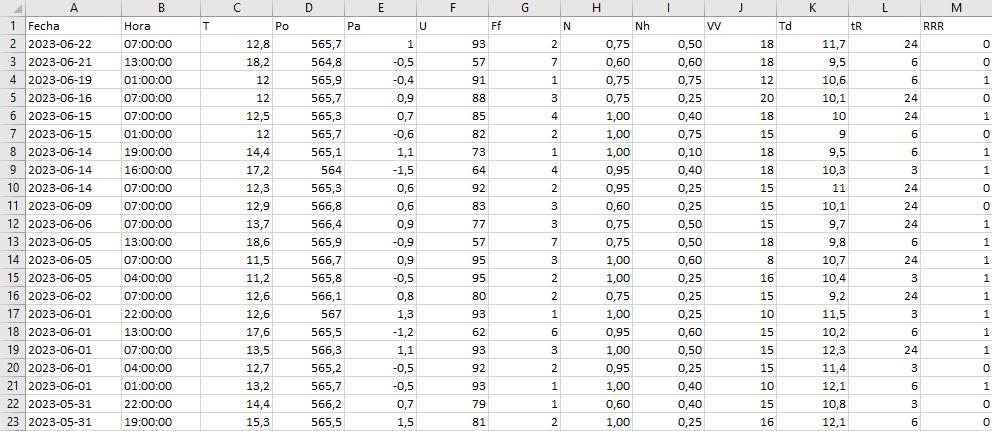 A B C D E F G H I J K L M
1 Fecha Hora T Po Pa U Ff N Nh VV Td tR RRR
2 2023-06-22 07:00:00 12,8 565,7 1 93 2 0,75 0,50 18 11,7 24 0
3 2023-06-21 13:00:00 18,2 564,8 -0,5 57 7 0,60 0,60 18 9,5 6 0
4 2023-06-19 01:00:00 12 565,9 -0,4 91 1 0,75 0,75 12 10,6 6 1
5 2023-06-16 07:00:00 12 565,7 0,9 88 3 0,75 0,25 20 10,1 24 0
6 2023-06-15 07:00:00 12,5 565,3 0,7 85 4 1,00 0,40 18 10 24 1
7 2023-06-15 01:00:00 12 565,7 -0,6 82 2 1,00 0,75 15 9 6 0
8 2023-06-14 19:00:00 14,4 565,1 1,1 73 1 1,00 0,10 18 9,5 6 1
9 2023-06-14 16:00:00 17,2 564 -1,5 64 4 0,95 0,40 18 10,3 3 1
10 2023-06-14 07:00:00 12,3 565,3 0,6 92 2 0,95 0,25 15 11 24 0
11 2023-06-09 07:00:00 12,9 566,8 0,6 83 3 0,60 0,25 15 10,1 24 0
12 2023-06-06 07:00:00 13,7 566,4 0,9 77 3 0,75 0,25 15 9,7 24 1
13 2023-06-05 13:00:00 18,6 565,9 -0,9 57 7 0,75 0,50 18 9,8 6 1
14 2023-06-05 07:00:00 11,5 566,7 0,9 95 3 1,00 0,60 8 10,7 24 1
15 2023-06-05 04:00:00 11,2 565,8 -0,5 95 2 1,00 0,25 16 10,4 3 1
16 2023-06-02 07:00:00 12,6 566,1 0,8 80 2 0,75 0,25 15 9,2 24 1
17 2023-06-01 22:00:00 12,6 567 1,3 93 1 1,00 0,25 10 11,5 3 1
18 2023-06-01 13:00:00 17,6 565,5 -1,2 62 6 0,95 0,60 15 10,2 6 1
19 2023-06-01 07:00:00 13,5 566,3 1,1 93 3 1,00 0,50 15 12,3 24 1
20 2023-06-01 04:00:00 12,7 565,2 -0,5 92 2 0,95 0,25 15 11,4 3 0
21 2023-06-01 01:00:00 13,2 565,7 -0,5 93 1 1,00 0,40 10 12,1 6 1
22 2023-05-31 22:00:00 14,4 566,2 0,7 79 1 0,60 0,40 15 10,8 3 0
23 2023-05-31 19:00:00 15,3 565,5 1,5 81 2 1,00 0,25 16 12,1 6 0